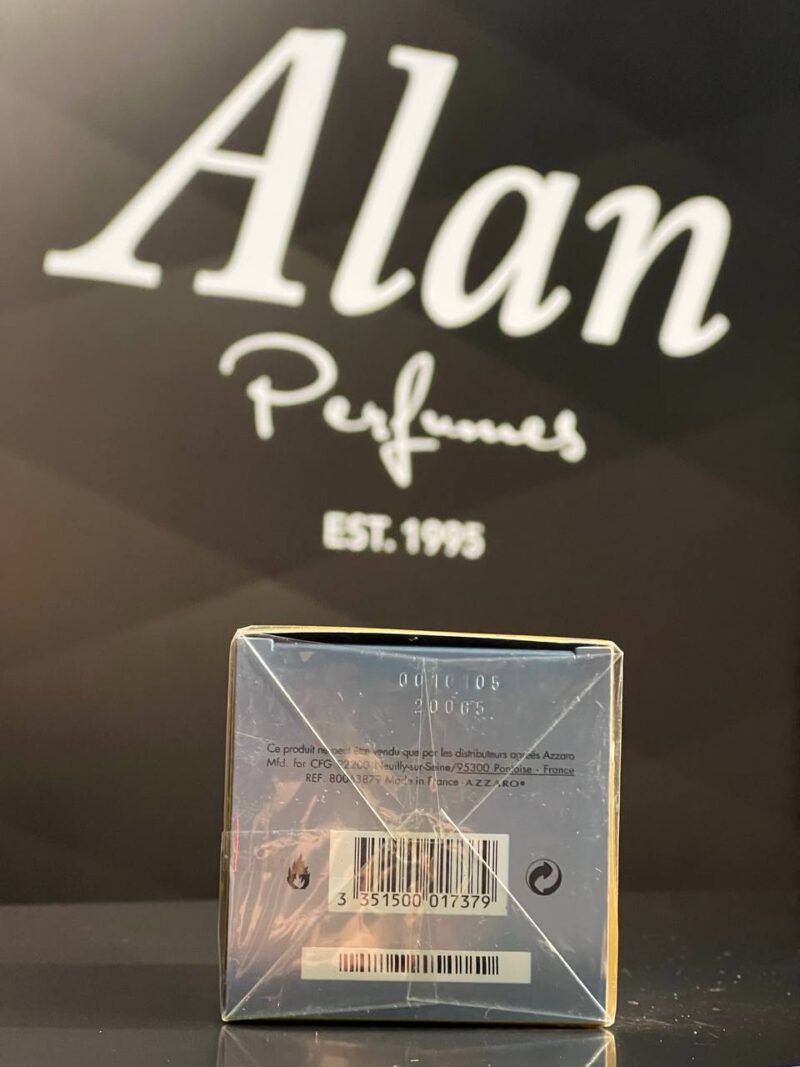 Alan
Perfumes
EST. 1995
0010105
20065
Ce produit ne peut être vendu que par les distributeurs agréés Azzaro
Mfd. for CFG 92200 Neuilly-sur-Seine/95300 Pontoise - France
REF. 80063879 Made in France - AZZARO®
3 351500 017379